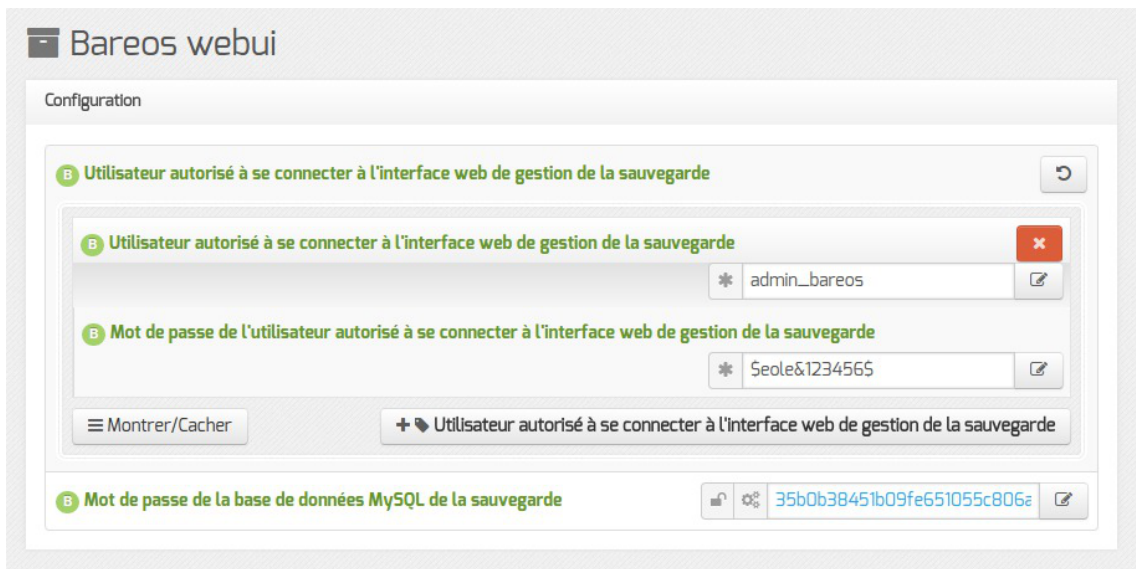 Bareos webui
Configuration
B Utilisateur autorisé à se connecter à l'interface web de gestion de la sauvegarde
B Utilisateur autorisé à se connecter à l'interface web de gestion de la sauvegarde
admin_bareos
B Mot de passe de l'utilisateur autorisé à se connecter à l'interface web de gestion de la sauvegarde
$eole&123456$
Montrer/Cacher
+ Utilisateur autorisé à se connecter à l'interface web de gestion de la sauvegarde
B Mot de passe de la base de données MySQL de la sauvegarde
35b0b38451b09fe651055c806a